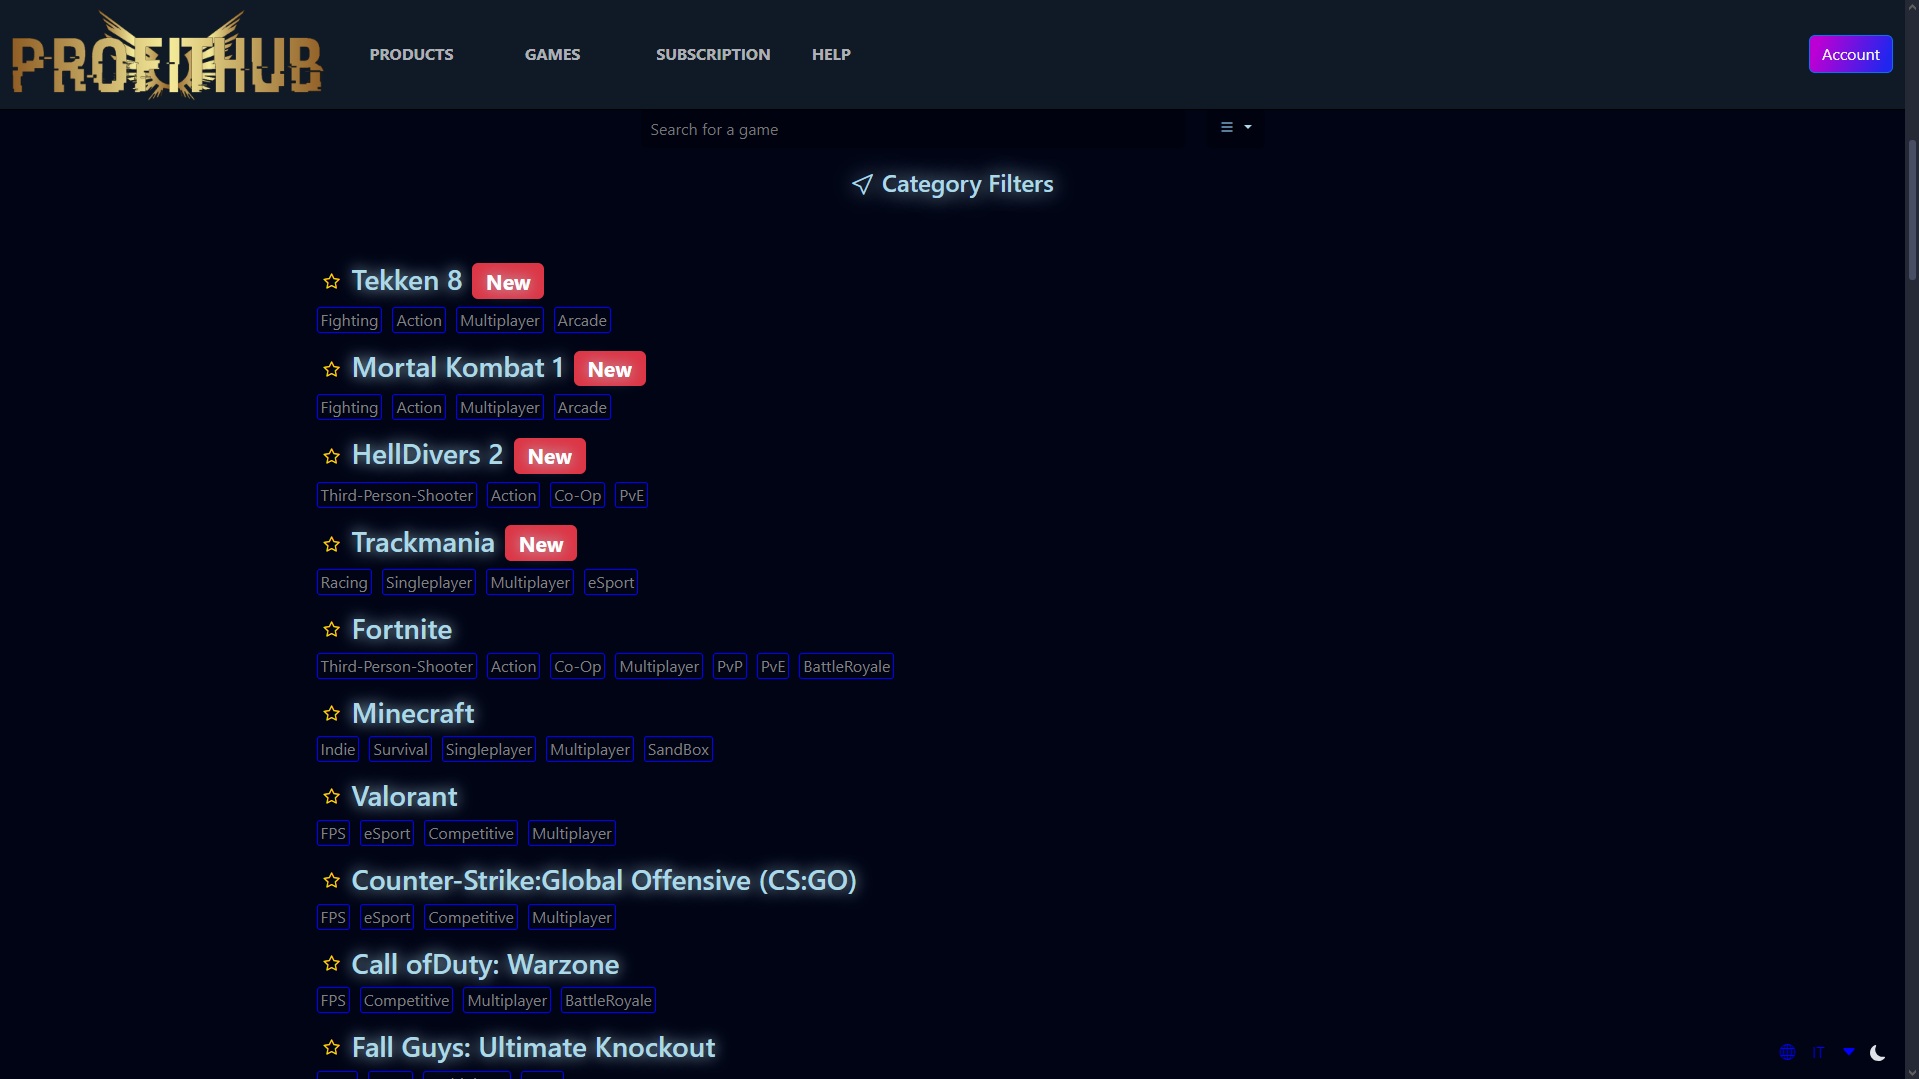 PROFITHUB PRODUCTS GAMES SUBSCRIPTION HELP Account
Search for a game
Category Filters
Tekken 8 New
Fighting Action Multiplayer Arcade
Mortal Kombat 1 New
Fighting Action Multiplayer Arcade
HellDivers 2 New
Third-Person-Shooter Action Co-Op PvE
Trackmania New
Racing Singleplayer Multiplayer eSport
Fortnite
Third-Person-Shooter Action Co-Op Multiplayer PvP PvE BattleRoyale
Minecraft
Indie Survival Singleplayer Multiplayer SandBox
Valorant
FPS eSport Competitive Multiplayer
Counter-Strike:Global Offensive (CS:GO)
FPS eSport Competitive Multiplayer
Call ofDuty: Warzone
FPS Competitive Multiplayer BattleRoyale
Fall Guys: Ultimate Knockout
IT